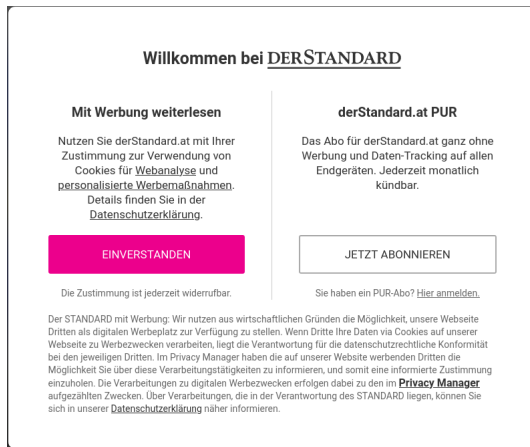 Willkommen bei DERSTANDARD
Mit Werbung weiterlesen
Nutzen Sie derStandard.at mit Ihrer
Zustimmung zur Verwendung von
Cookies für Webanalyse und
personalisierte Werbemaßnahmen.
Details finden Sie in der
Datenschutzerklärung.
EINVERSTANDEN
Die Zustimmung ist jederzeit widerrufbar.
derStandard.at PUR
Das Abo für derStandard.at ganz ohne
Werbung und Daten-Tracking auf allen
Endgeräten. Jederzeit monatlich
kündbar.
JETZT ABONNIEREN
Sie haben ein PUR-Abo? Hier anmelden.
Der STANDARD mit Werbung: Wir nutzen aus wirtschaftlichen Gründen die Möglichkeit, unsere Webseite
Dritten als digitalen Werbeplatz zur Verfügung zu stellen. Wenn Dritte Ihre Daten via Cookies auf unserer
Webseite zu Werbezwecken verarbeiten, liegt die Verantwortung für die datenschutzrechtliche Konformität
bei den jeweiligen Dritten. Im Privacy Manager haben die auf unserer Website werbenden Dritten die
Möglichkeit Sie über diese Verarbeitungstätigkeiten zu informieren, und somit eine informierte Zustimmung
einzuholen. Die Verarbeitungen zu digitalen Werbezwecken erfolgen dabei zu den im Privacy Manager
aufgezählten Zwecken. Über Verarbeitungen, die in der Verantwortung des STANDARD liegen, können Sie
sich in unserer Datenschutzerklärung näher informieren.